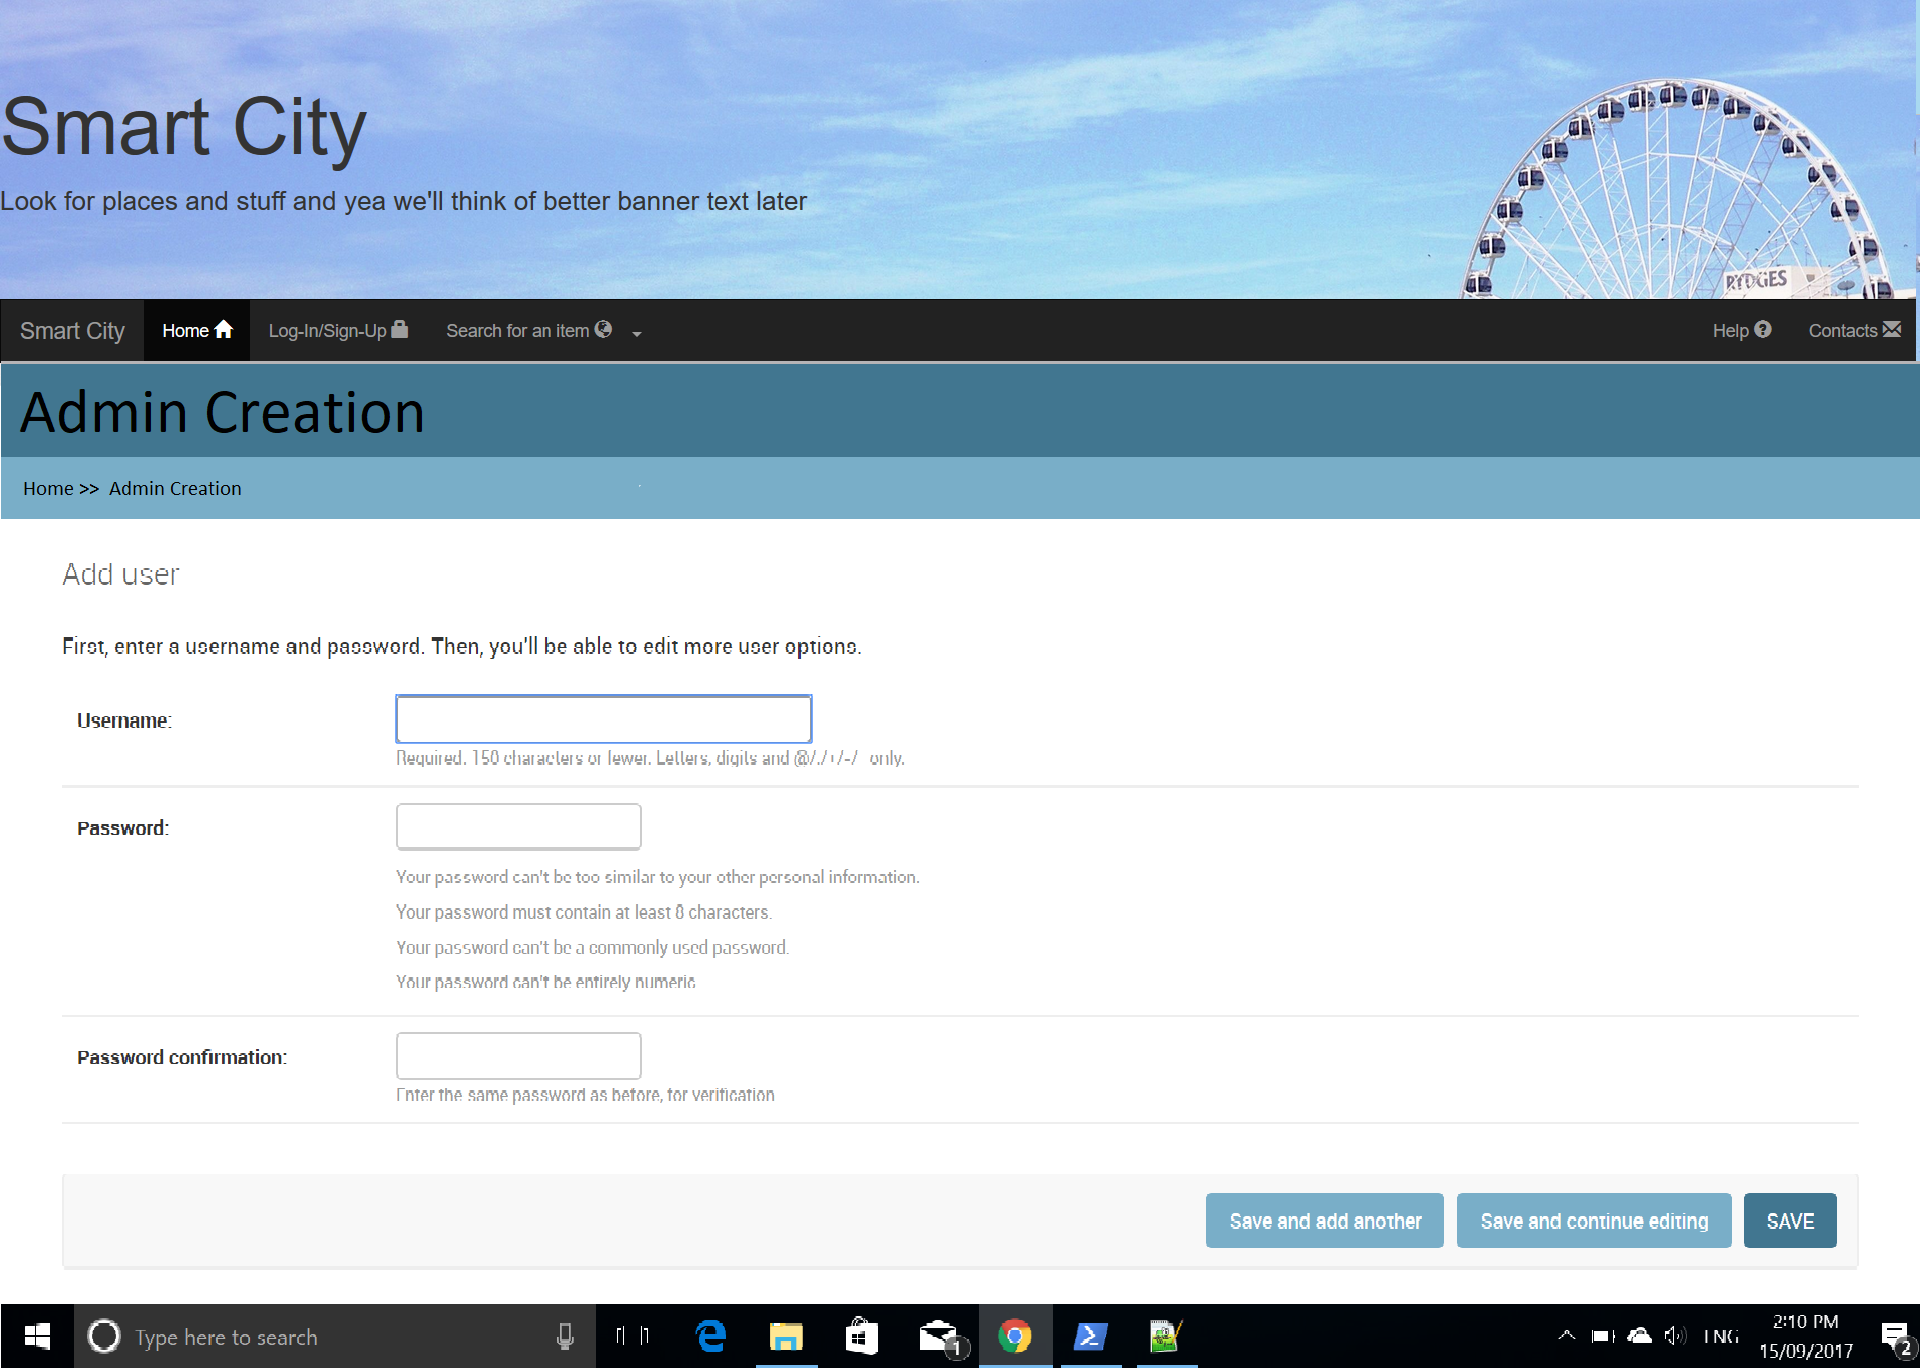 Smart City
Look for places and stuff and yea we'll think of better banner text later
RYDGES
Smart City Home Log-In/Sign-Up Search for an item Help Contacts
Admin Creation
Home >> Admin Creation
Add user
First, enter a username and password. Then, you'll be able to edit more user options.
Username:
Required. 150 characters or fewer. Letters, digits and @/./+/-/ only.
Password:
Your password can't be too similar to your other personal information.
Your password must contain at least 8 characters.
Your password can't be a commonly used password.
Your password can't be entirely numeric
Password confirmation:
Enter the same password as before, for verification
Save and add another Save and continue editing SAVE
Type here to search
1
ENG
2:10 PM
15/09/2017
2